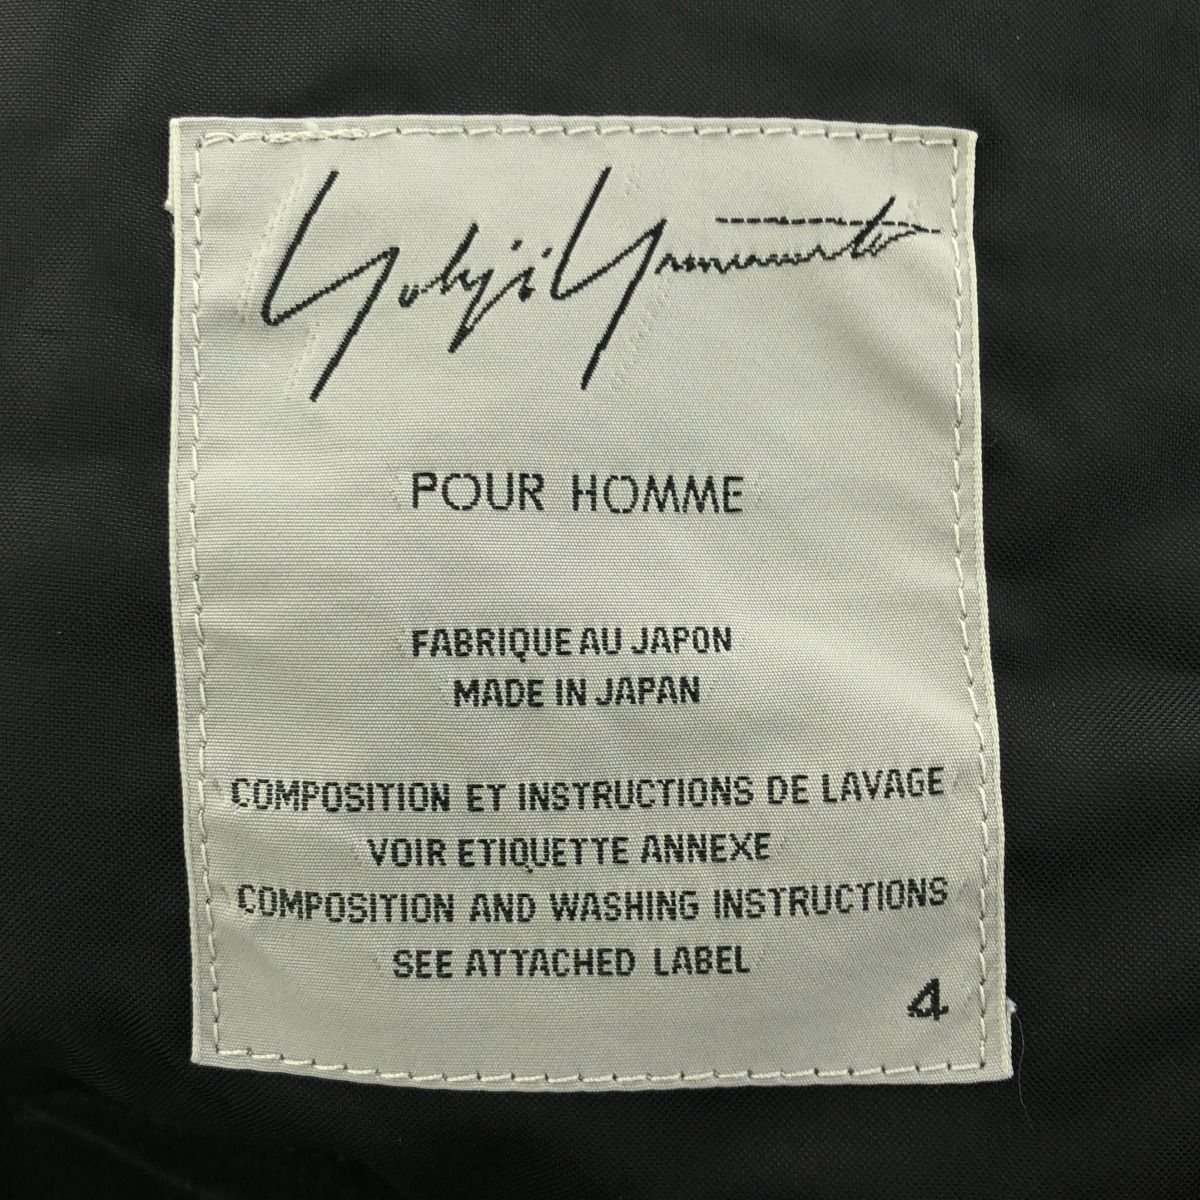 Yohji Yamamoto
POUR HOMME
FABRIQUE AU JAPON
MADE IN JAPAN
COMPOSITION ET INSTRUCTIONS DE LAVAGE
VOIR ETIQUETTE ANNEXE
COMPOSITION AND WASHING INSTRUCTIONS
SEE ATTACHED LABEL
4